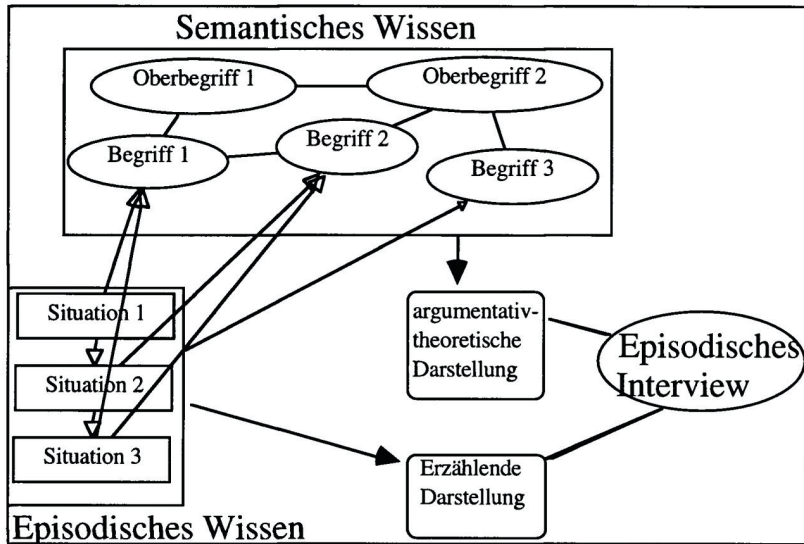 Semantisches Wissen
Oberbegriff 1
Oberbegriff 2
Begriff 1
Begriff 2
Begriff 3
Situation 1
Situation 2
Situation 3
argumentativ-
theoretische
Darstellung
Episodisches
Interview
Erzählende
Darstellung
Episodisches Wissen